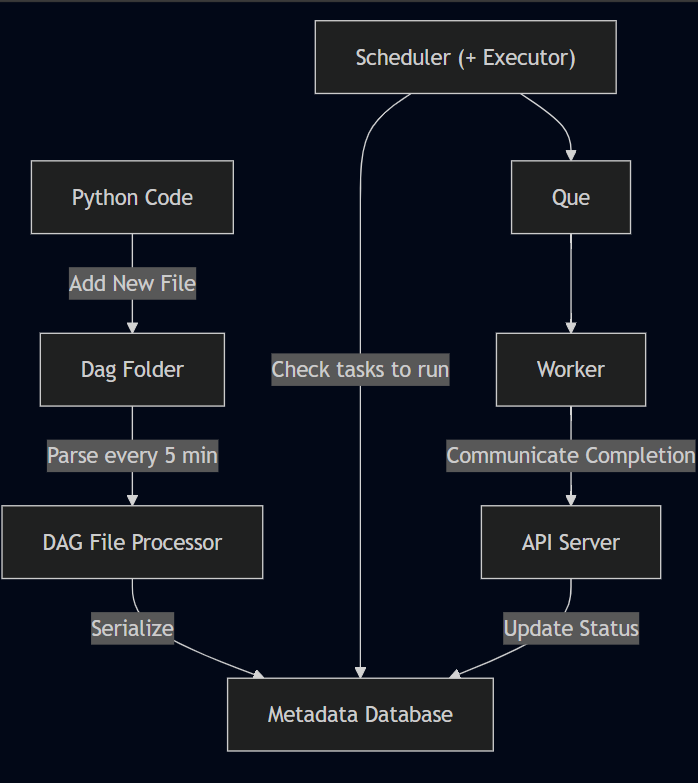 Scheduler (+ Executor)
Python Code
Que
Add New File
Dag Folder
Check tasks to run
Worker
Parse every 5 min
Communicate Completion
DAG File Processor
API Server
Serialize
Update Status
Metadata Database